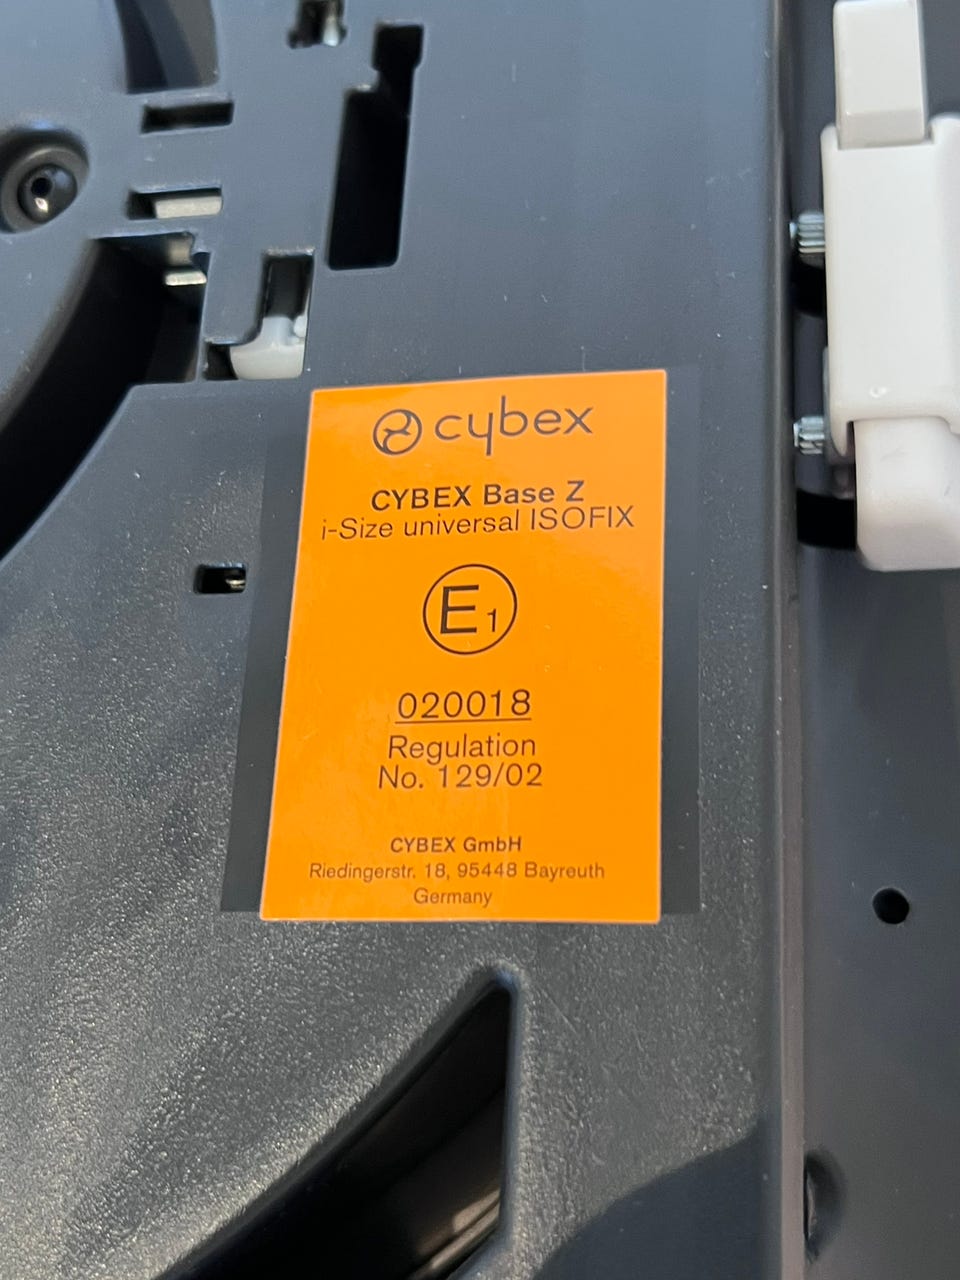 cybex
CYBEX Base Z
i-Size universal ISOFIX
E1
020018
Regulation
No. 129/02
CYBEX GmbH
Riedingerstr. 18, 95448 Bayreuth
Germany